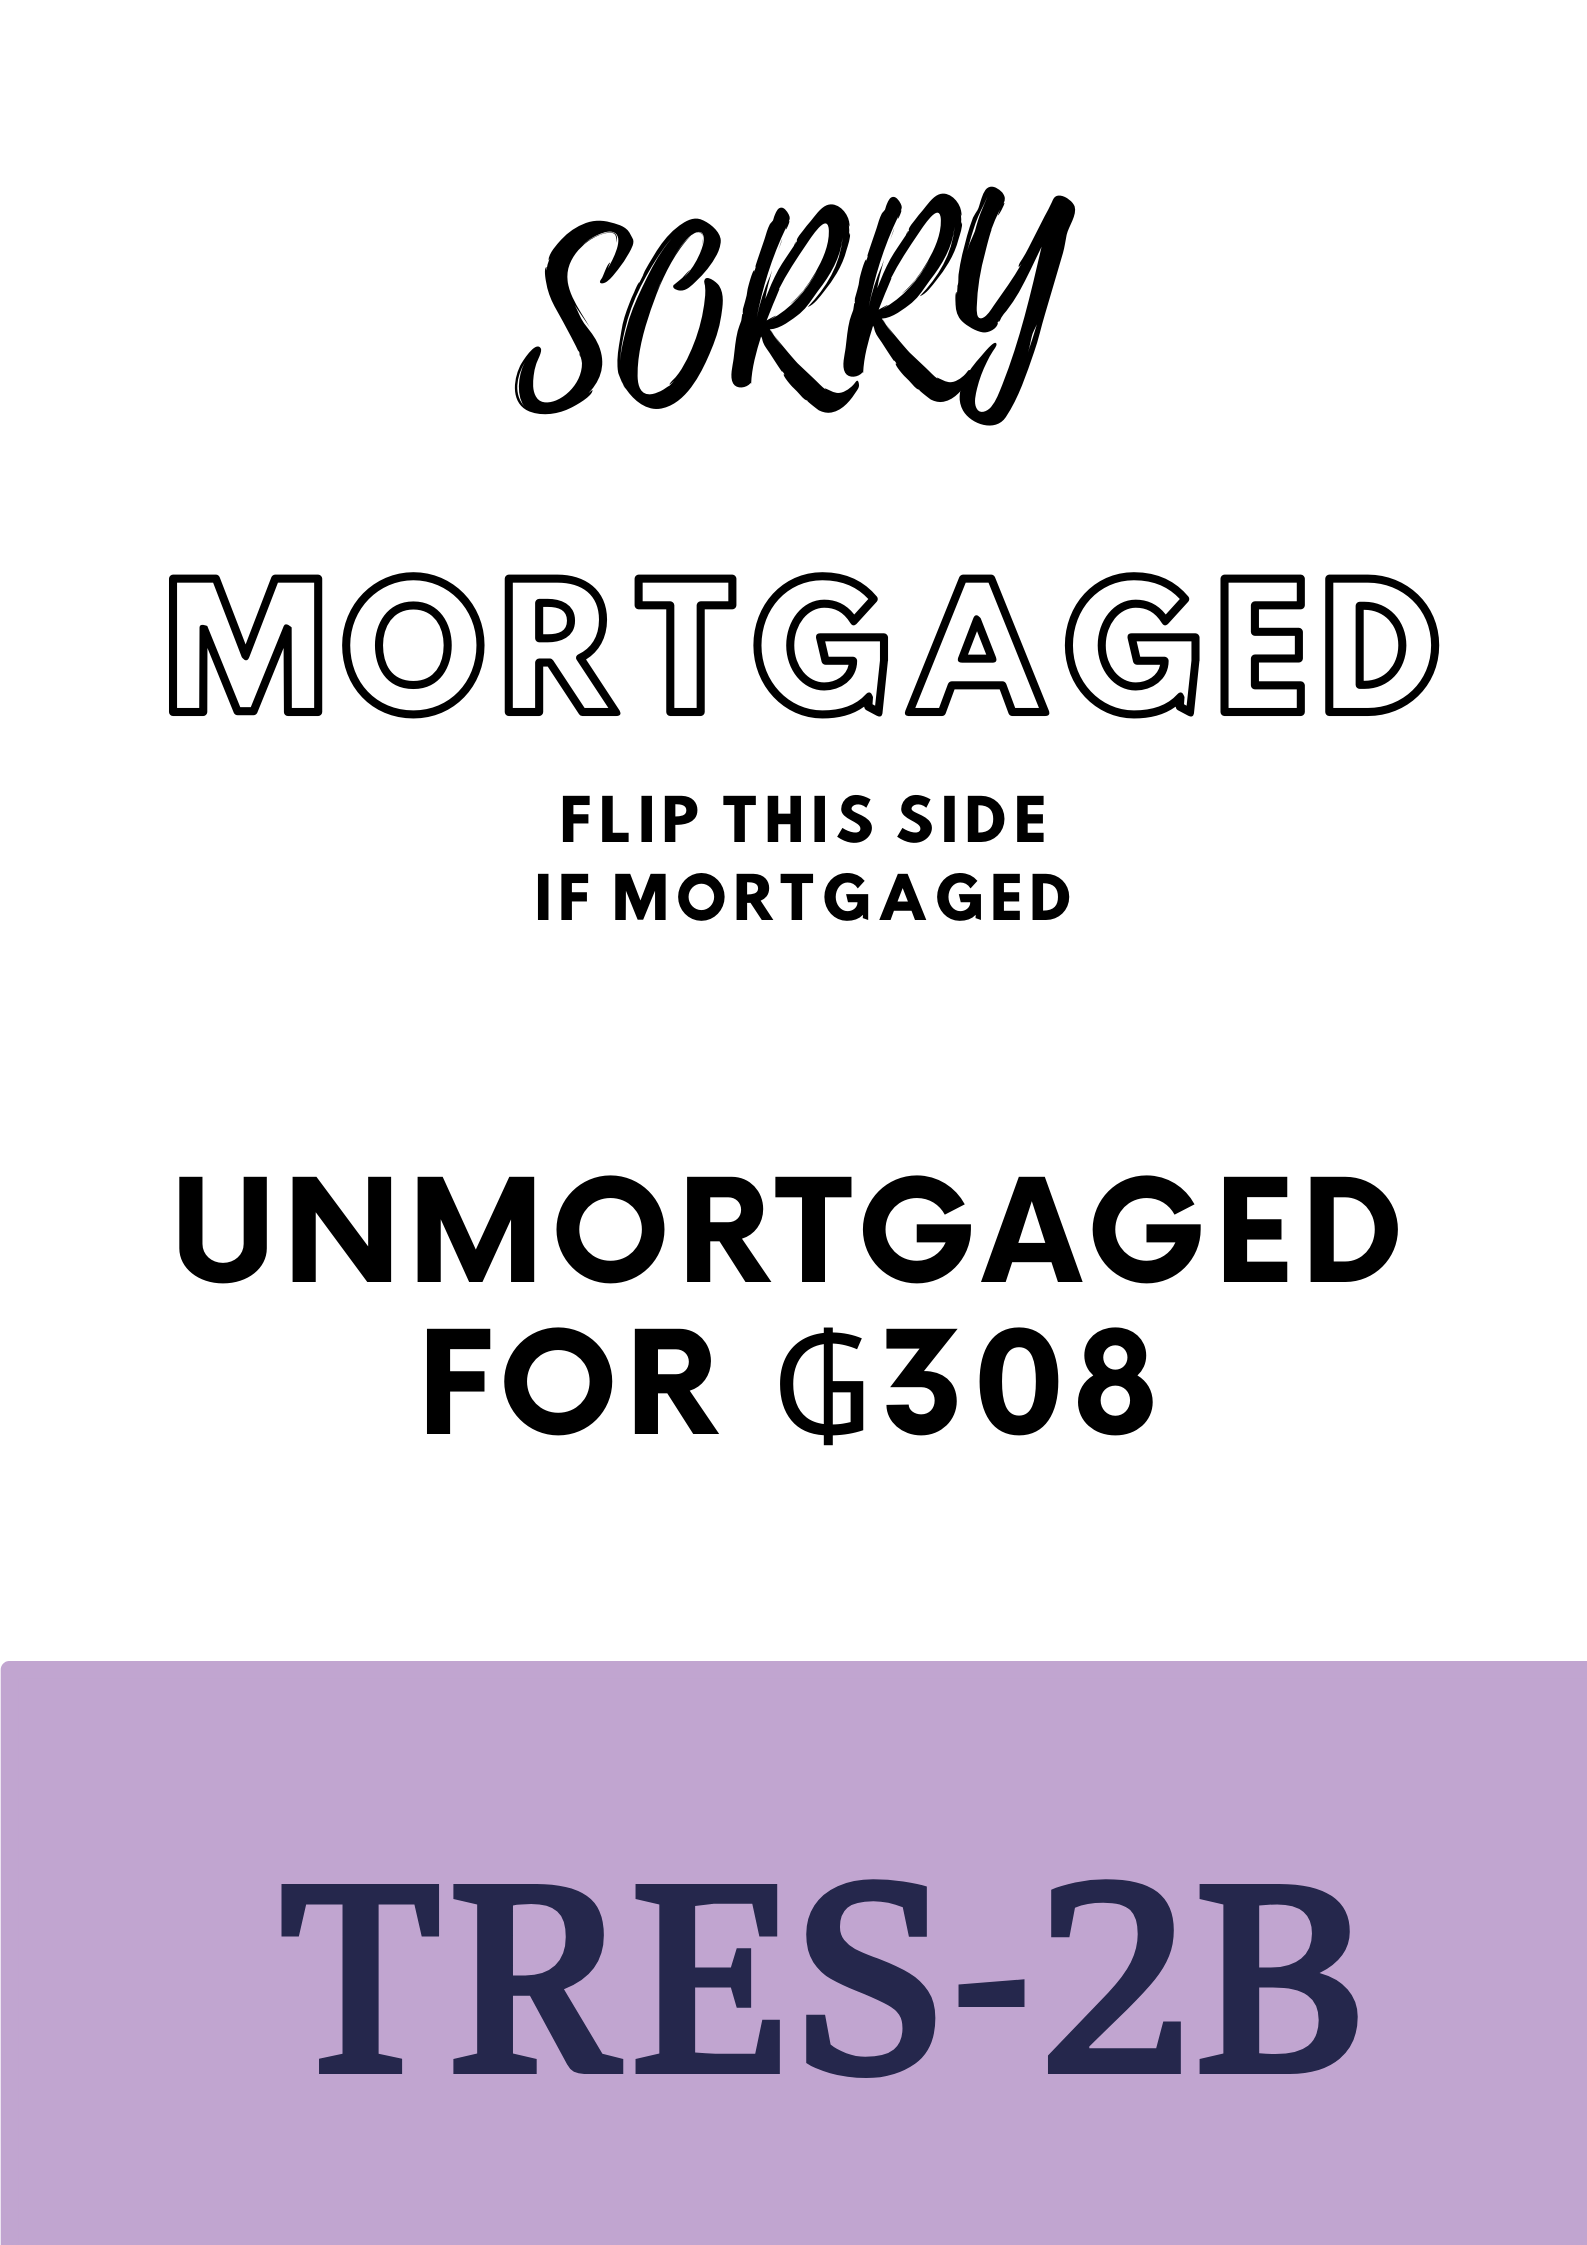 SORRY
MORTGAGED
FLIP THIS SIDE
IF MORTGAGED
UNMORTGAGED
FOR ₲308
TRES-2B